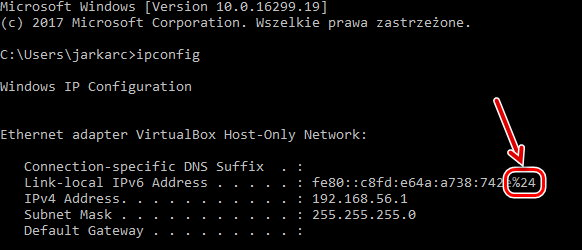 Microsoft Windows [Version 10.0.16299.19]
(c) 2017 Microsoft Corporation. Wszelkie prawa zastrzeżone.
C:\Users\jarkarc>ipconfig
Windows IP Configuration
Ethernet adapter VirtualBox Host-Only Network:
Connection-specific DNS Suffix . :
Link-local IPv6 Address . . . . . : fe80::c8fd:e64a:a738:742e%24
IPv4 Address. . . . . . . . . . . : 192.168.56.1
Subnet Mask . . . . . . . . . . . : 255.255.255.0
Default Gateway . . . . . . . . . :